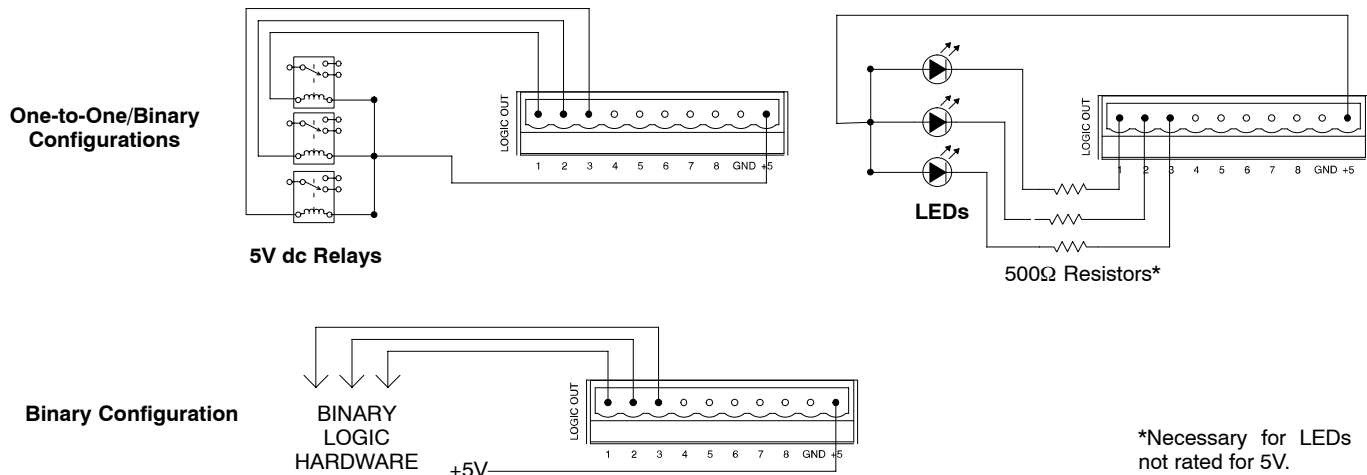 One-to-One/Binary
Configurations
LOGIC OUT
1 2 3 4 5 6 7 8 GND +5
5V dc Relays
LOGIC OUT
1 2 3 4 5 6 7 8 GND +5
LEDs
500Ω Resistors*
Binary Configuration
BINARY
LOGIC
HARDWARE
+5V
LOGIC OUT
1 2 3 4 5 6 7 8 GND +5
*Necessary for LEDs
not rated for 5V.